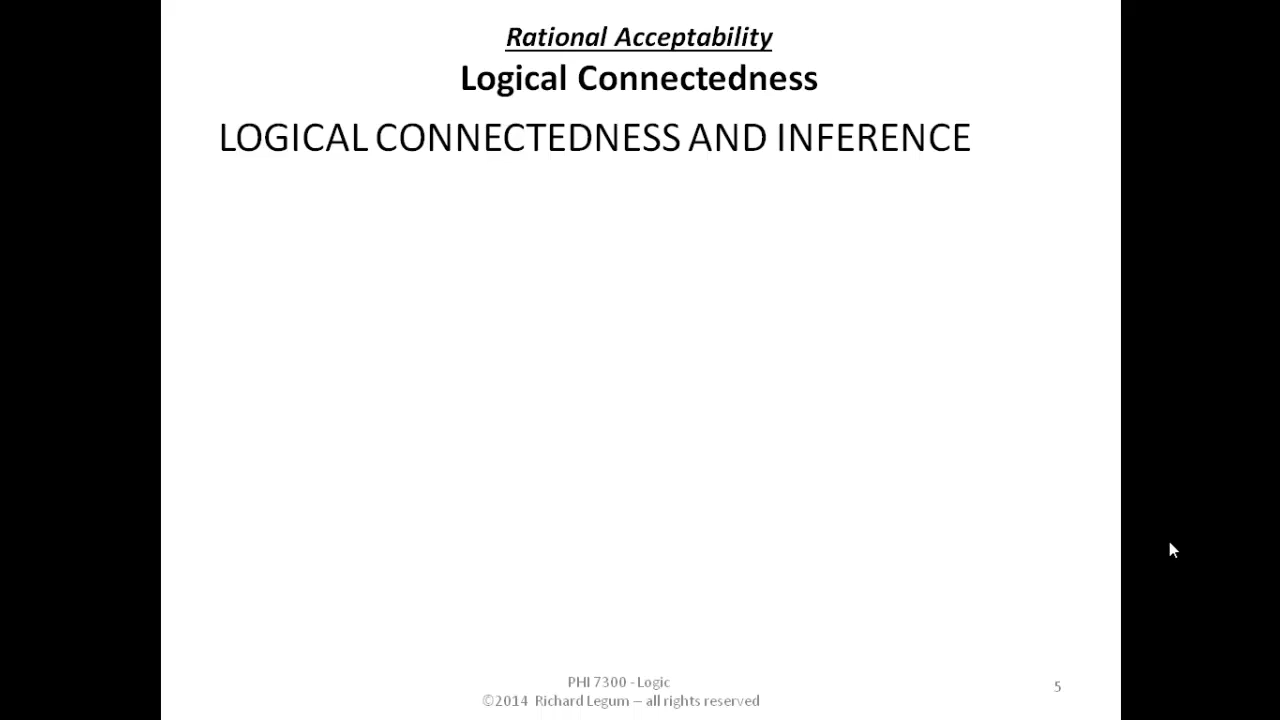 Rational Acceptability
Logical Connectedness
LOGICAL CONNECTEDNESS AND INFERENCE
PHI 7300 - Logic
©2014 Richard Legum – all rights reserved
5